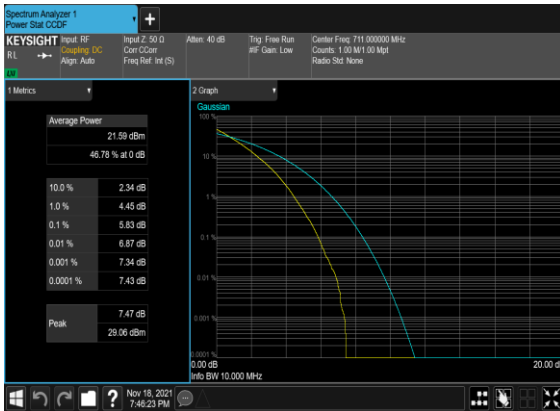 Spectrum Analyzer 1
Power Stat CCDF
KEYSIGHT
RL
LXI
Input: RF
Coupling: DC
Align: Auto
Input Z: 50 Ω
Corr CCorr
Freq Ref: Int (S)
Atten: 40 dB
Trig: Free Run
#IF Gain: Low
Center Freq: 711.000000 MHz
Counts: 1.00 M/1.00 Mpt
Radio Std: None
1 Metrics
Average Power
21.59 dBm
46.78 % at 0 dB
10.0 % 2.34 dB
1.0 % 4.45 dB
0.1 % 5.83 dB
0.01 % 6.87 dB
0.001 % 7.34 dB
0.0001 % 7.43 dB
Peak
7.47 dB
29.06 dBm
2 Graph
Gaussian
100 %
10 %
1 %
0.1 %
0.01 %
0.001 %
0.0001 %
0.00 dB
20.00 d
Info BW 10.000 MHz
Nov 18, 2021
7:46:23 PM